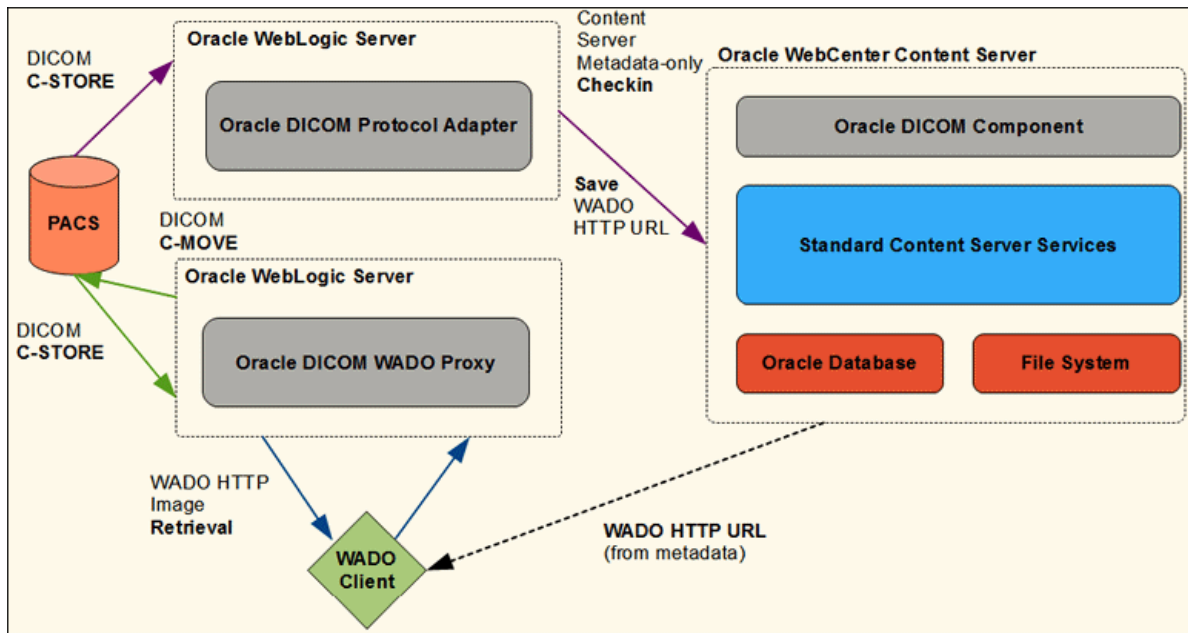 DICOM
C-STORE
Oracle WebLogic Server
Oracle DICOM Protocol Adapter
Content
Server
Metadata-only
Checkin
Save
WADO
HTTP URL
Oracle WebCenter Content Server
Oracle DICOM Component
Standard Content Server Services
Oracle Database
File System
PACS
DICOM
C-MOVE
Oracle WebLogic Server
Oracle DICOM WADO Proxy
DICOM
C-STORE
WADO HTTP
Image
Retrieval
WADO
Client
WADO HTTP URL
(from metadata)